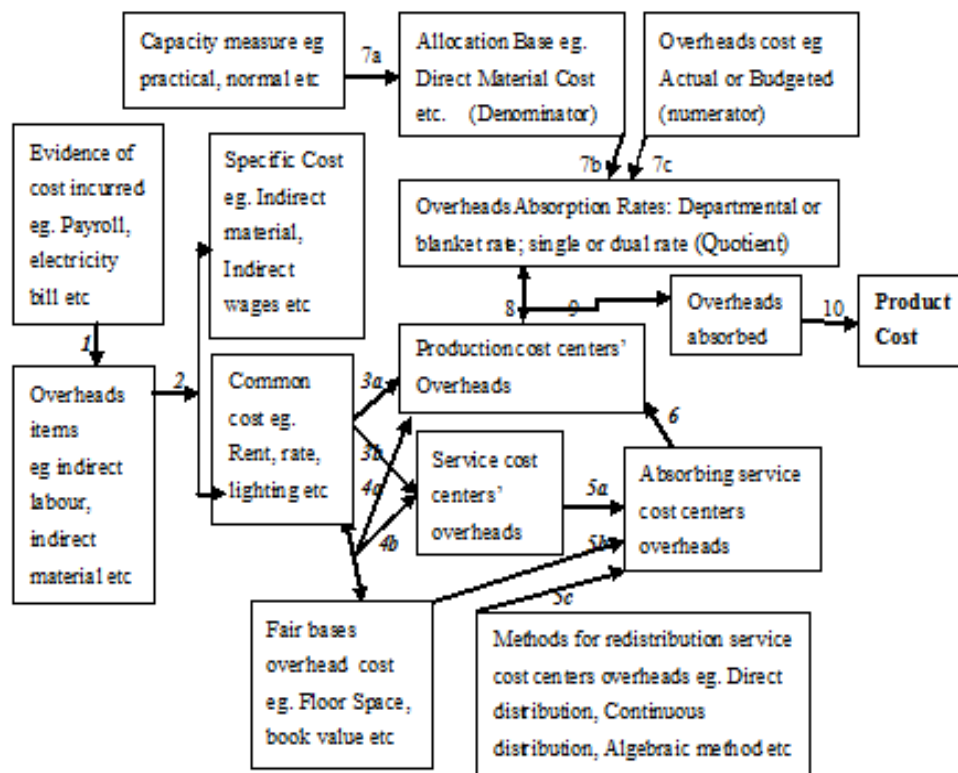 Capacity measure eg
practical, normal etc
7a
Allocation Base eg.
Direct Material Cost
etc. (Denominator)
Overheads cost eg
Actual or Budgeted
(numerator)
Evidence of
cost incurred
eg. Payroll,
electricity
bill etc
Specific Cost
eg. Indirect
material,
Indirect
wages etc
7b
7c
Overheads Absorption Rates: Departmental or
blanket rate; single or dual rate (Quotient)
8
9
Overheads
absorbed
10
Product
Cost
1
Overheads
items
eg indirect
labour,
indirect
material etc
2
Common
cost eg.
Rent, rate,
lighting etc
3a
3b
4a
4b
Production cost centers’
Overheads
Service cost
centers’
overheads
5a
5b
5c
6
Absorbing service
cost centers
overheads
Fair bases
overhead cost
eg. Floor Space,
book value etc
Methods for redistribution service
cost centers overheads eg. Direct
distribution, Continuous
distribution, Algebraic method etc